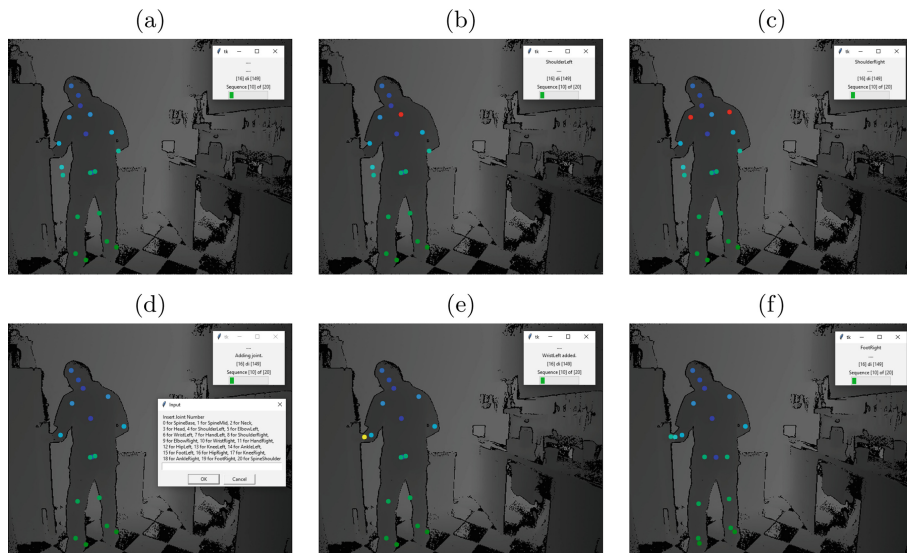 (a)
tk
---
---
[16] di [149]
Sequence [10] of [20]
(b)
tk
ShoulderLeft
---
[16] di [149]
Sequence [10] of [20]
(c)
tk
ShoulderRight
---
[16] di [149]
Sequence [10] of [20]
(d)
tk
---
Adding joint.
[16] di [149]
Sequence [10] of [20]
Input
Insert Joint Number
0 for SpineBase, 1 for SpineMid, 2 for Neck,
3 for Head, 4 for ShoulderLeft, 5 for ElbowLeft,
6 for WristLeft, 7 for HandLeft, 8 for ShoulderRight,
9 for ElbowRight, 10 for WristRight, 11 for HandRight,
12 for HipLeft, 13 for KneeLeft, 14 for AnkleLeft,
15 for FootLeft, 16 for HipRight, 17 for KneeRight,
18 for AnkleRight, 19 for FootRight, 20 for SpineShoulder
OK
Cancel
(e)
tk
---
WristLeft added.
[16] di [149]
Sequence [10] of [20]
(f)
tk
FootRight
---
[16] di [149]
Sequence [10] of [20]